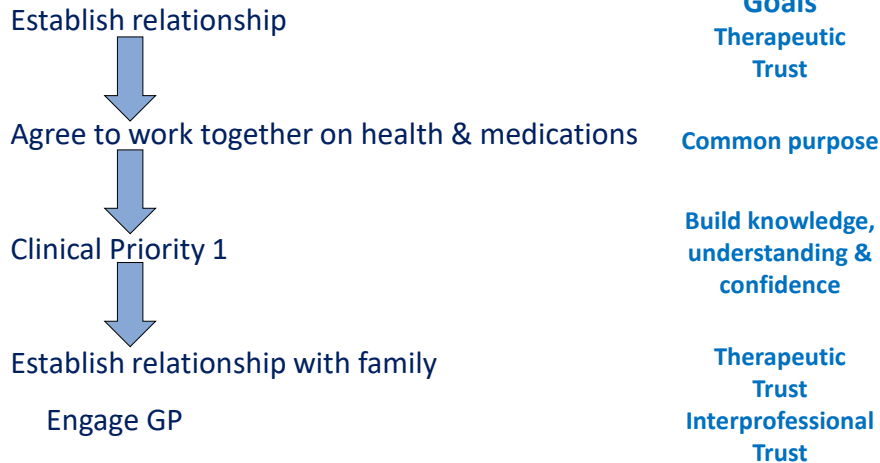 Goals
Establish relationship
Therapeutic
Trust
Agree to work together on health & medications
Common purpose
Clinical Priority 1
Build knowledge,
understanding &
confidence
Establish relationship with family
Therapeutic
Trust
Engage GP
Interprofessional
Trust